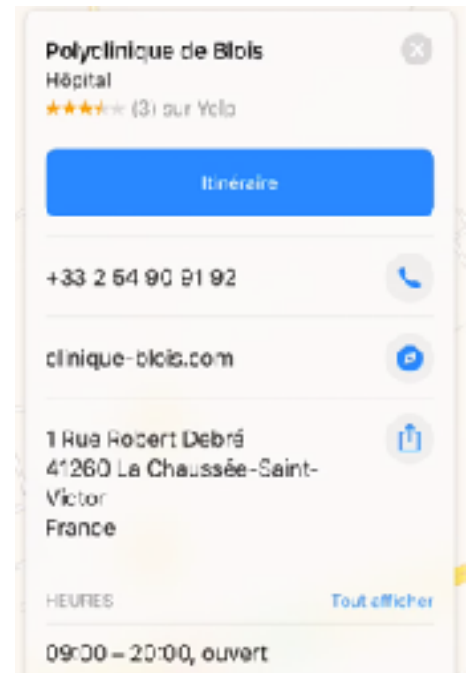 Polyclinique de Blois
Hôpital
(3) sur Yelp
Itinéraire
+33 2 54 90 91 92
clinique-blois.com
1 Rue Robert Debré
41260 La Chaussée-Saint-
Victor
France
HEURES Tout afficher
09:00 – 20:00, ouvert